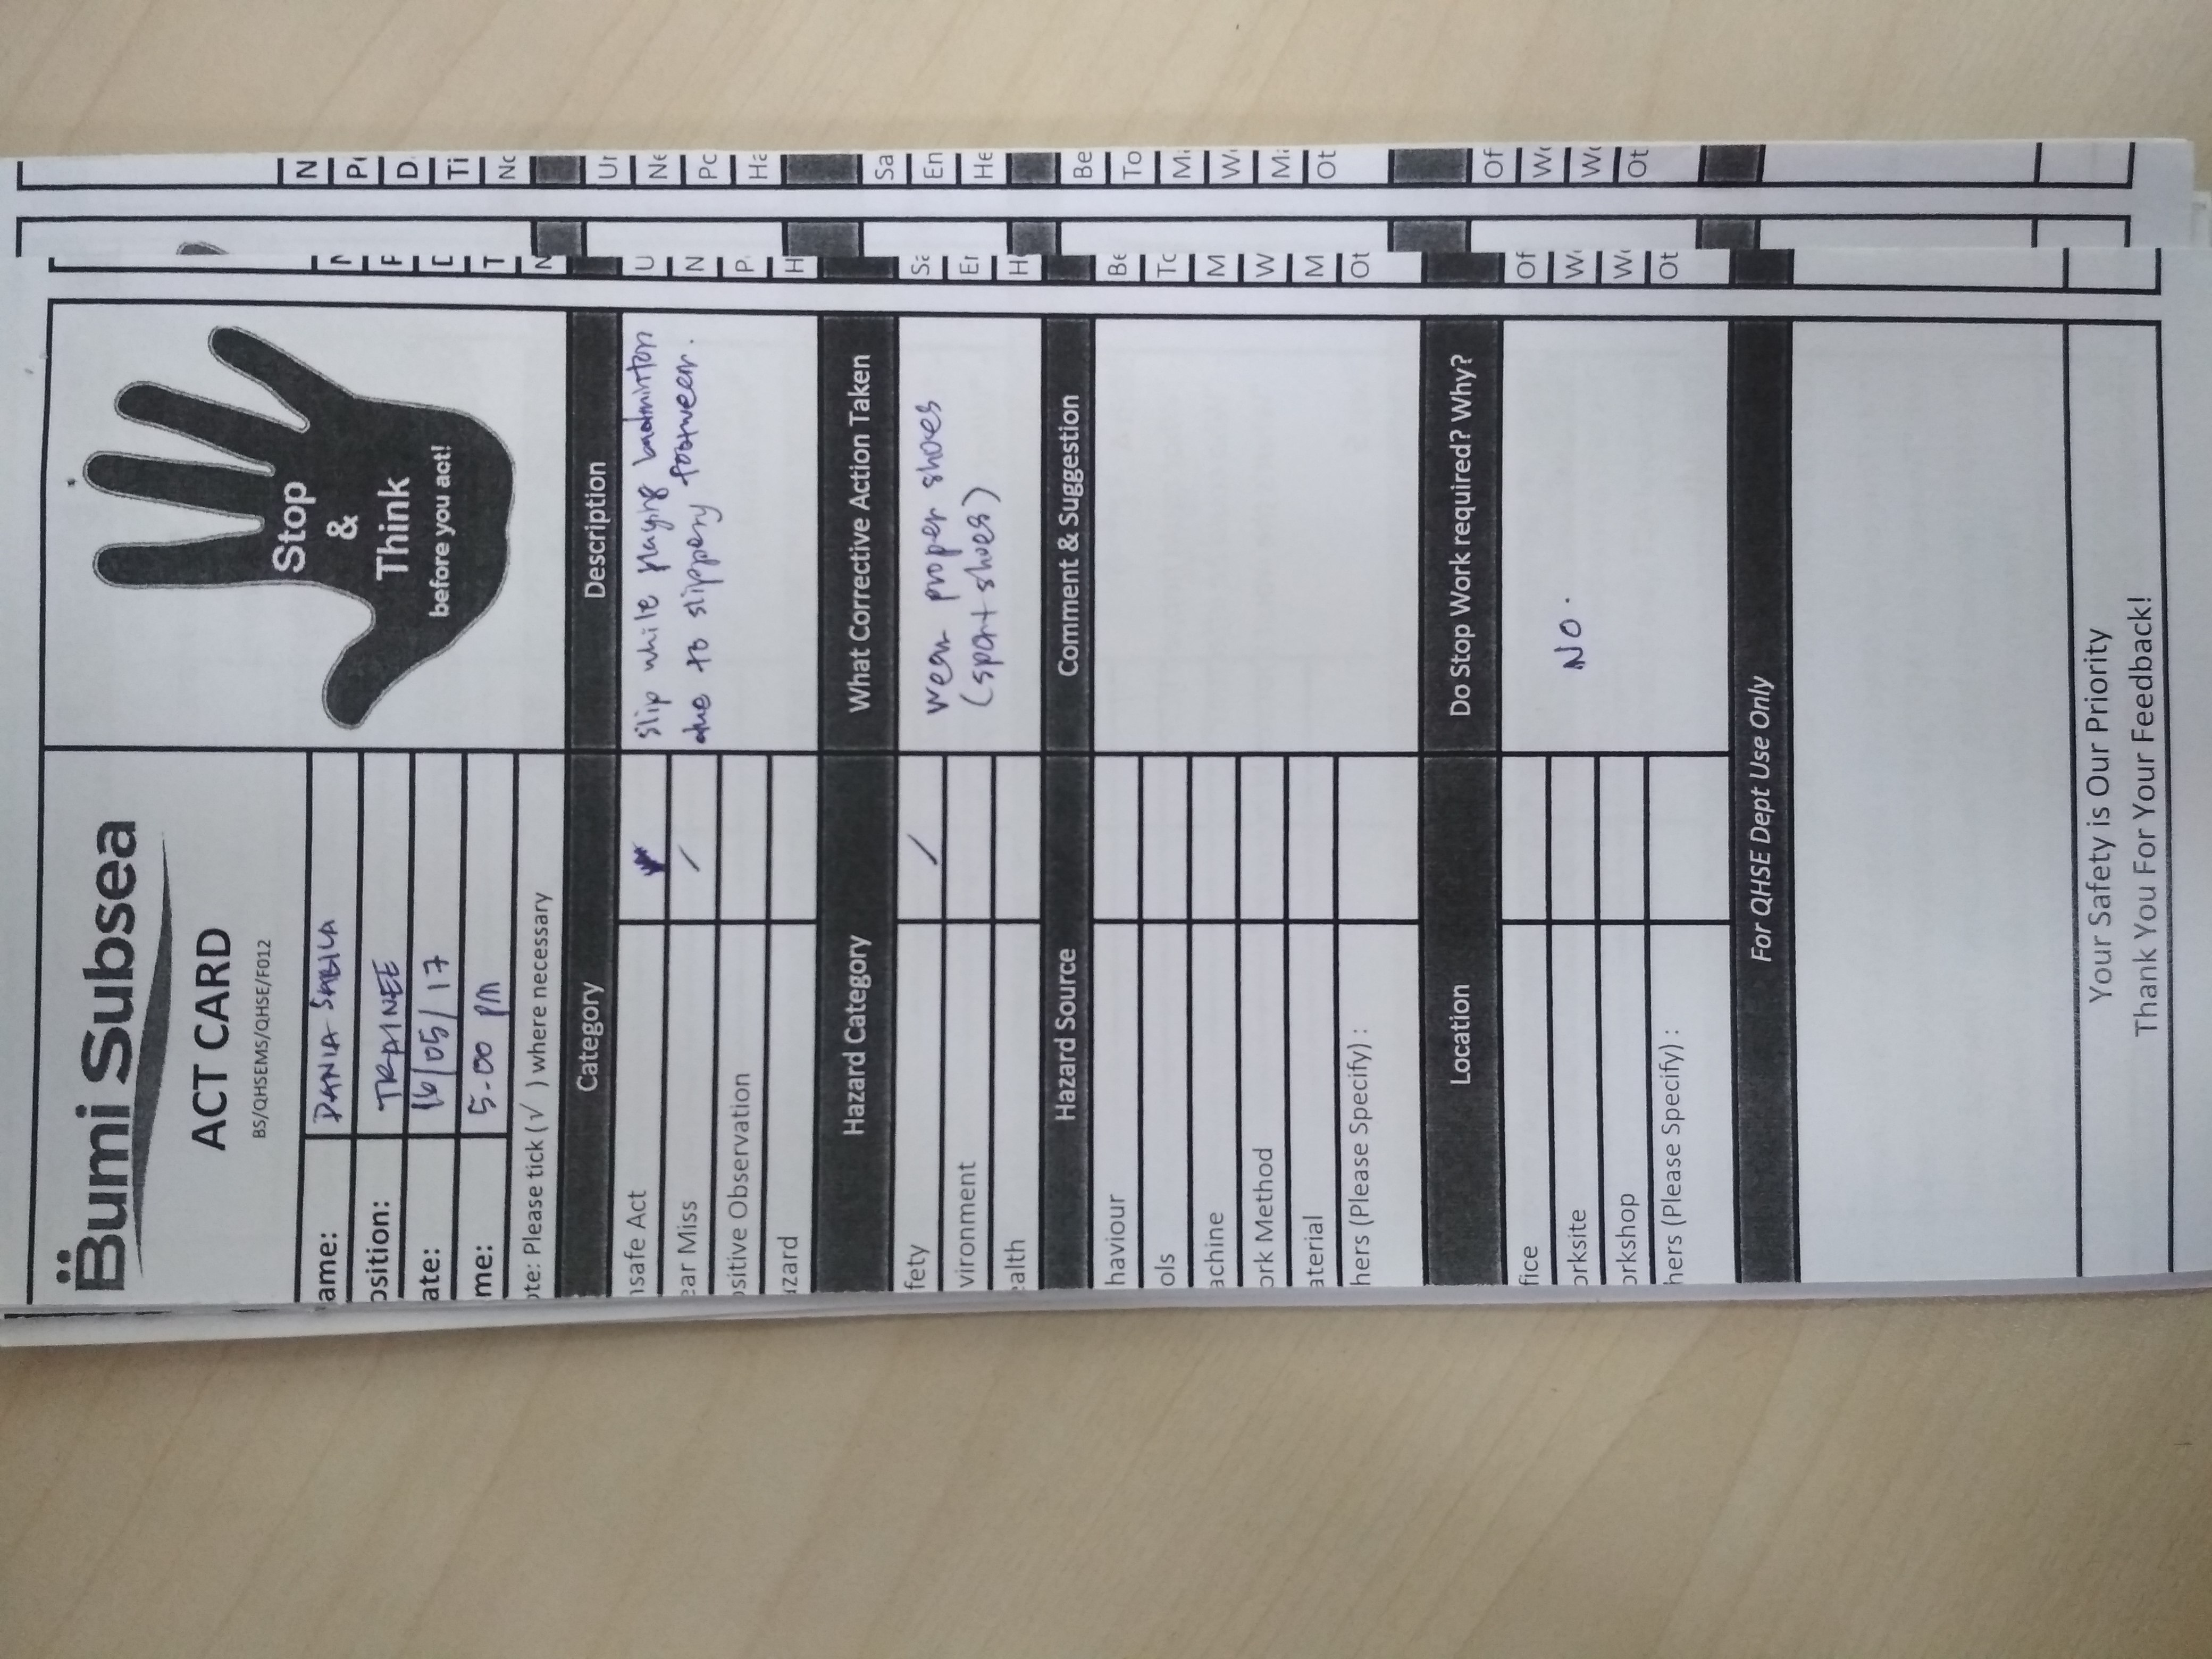 Bumi Subsea
ACT CARD
BS/QHSEMS/QHSE/F012
Stop
&
Think
before you act!
ame: DANIA SABILA
osition: TRAINEE
ate: 16/05/17
me: 5.00 PM
ote: Please tick (√ ) where necessary
Category Description
nsafe Act slip while playing badminton
ear Miss / due to slippery footwear.
ositive Observation
azard
Hazard Category What Corrective Action Taken
fety / wear proper shoes
vironment (sport shoes)
ealth
Hazard Source Comment & Suggestion
haviour
ols
achine
ork Method
aterial
hers (Please Specify) :
Location Do Stop Work required? Why?
fice
orksite NO.
orkshop
hers (Please Specify) :
For QHSE Dept Use Only
Your Safety is Our Priority
Thank You For Your Feedback!